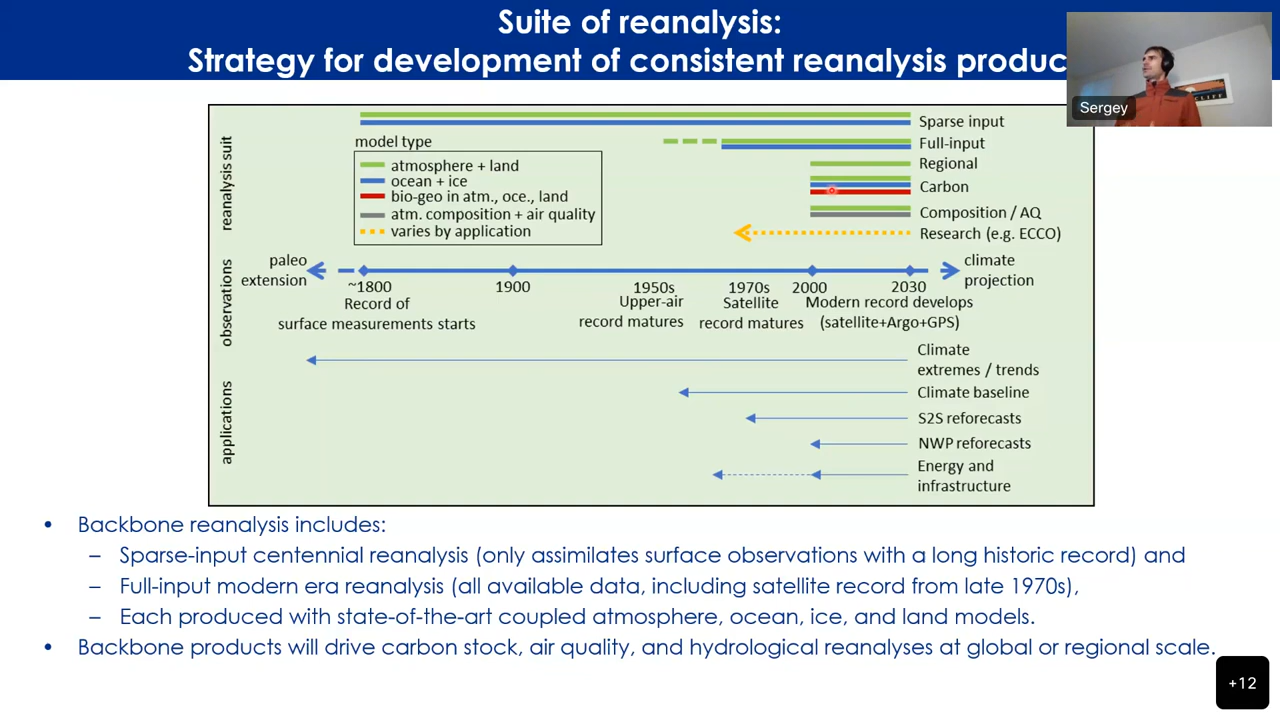 Suite of reanalysis:
Strategy for development of consistent reanalysis produc
Sergey
reanalysis suit
model type
atmosphere + land
ocean + ice
bio-geo in atm., oce., land
atm. composition + air quality
varies by application
Sparse input
Full-input
Regional
Carbon
Composition / AQ
Research (e.g. ECCO)
observations
paleo
extension
climate
projection
~1800
1900
1950s
1970s
2000
2030
Record of
surface measurements starts
Upper-air
record matures
Satellite
record matures
Modern record develops
(satellite+Argo+GPS)
applications
Climate
extremes / trends
Climate baseline
S2S reforecasts
NWP reforecasts
Energy and
infrastructure
• Backbone reanalysis includes:
– Sparse-input centennial reanalysis (only assimilates surface observations with a long historic record) and
– Full-input modern era reanalysis (all available data, including satellite record from late 1970s),
– Each produced with state-of-the-art coupled atmosphere, ocean, ice, and land models.
• Backbone products will drive carbon stock, air quality, and hydrological reanalyses at global or regional scale.
+12